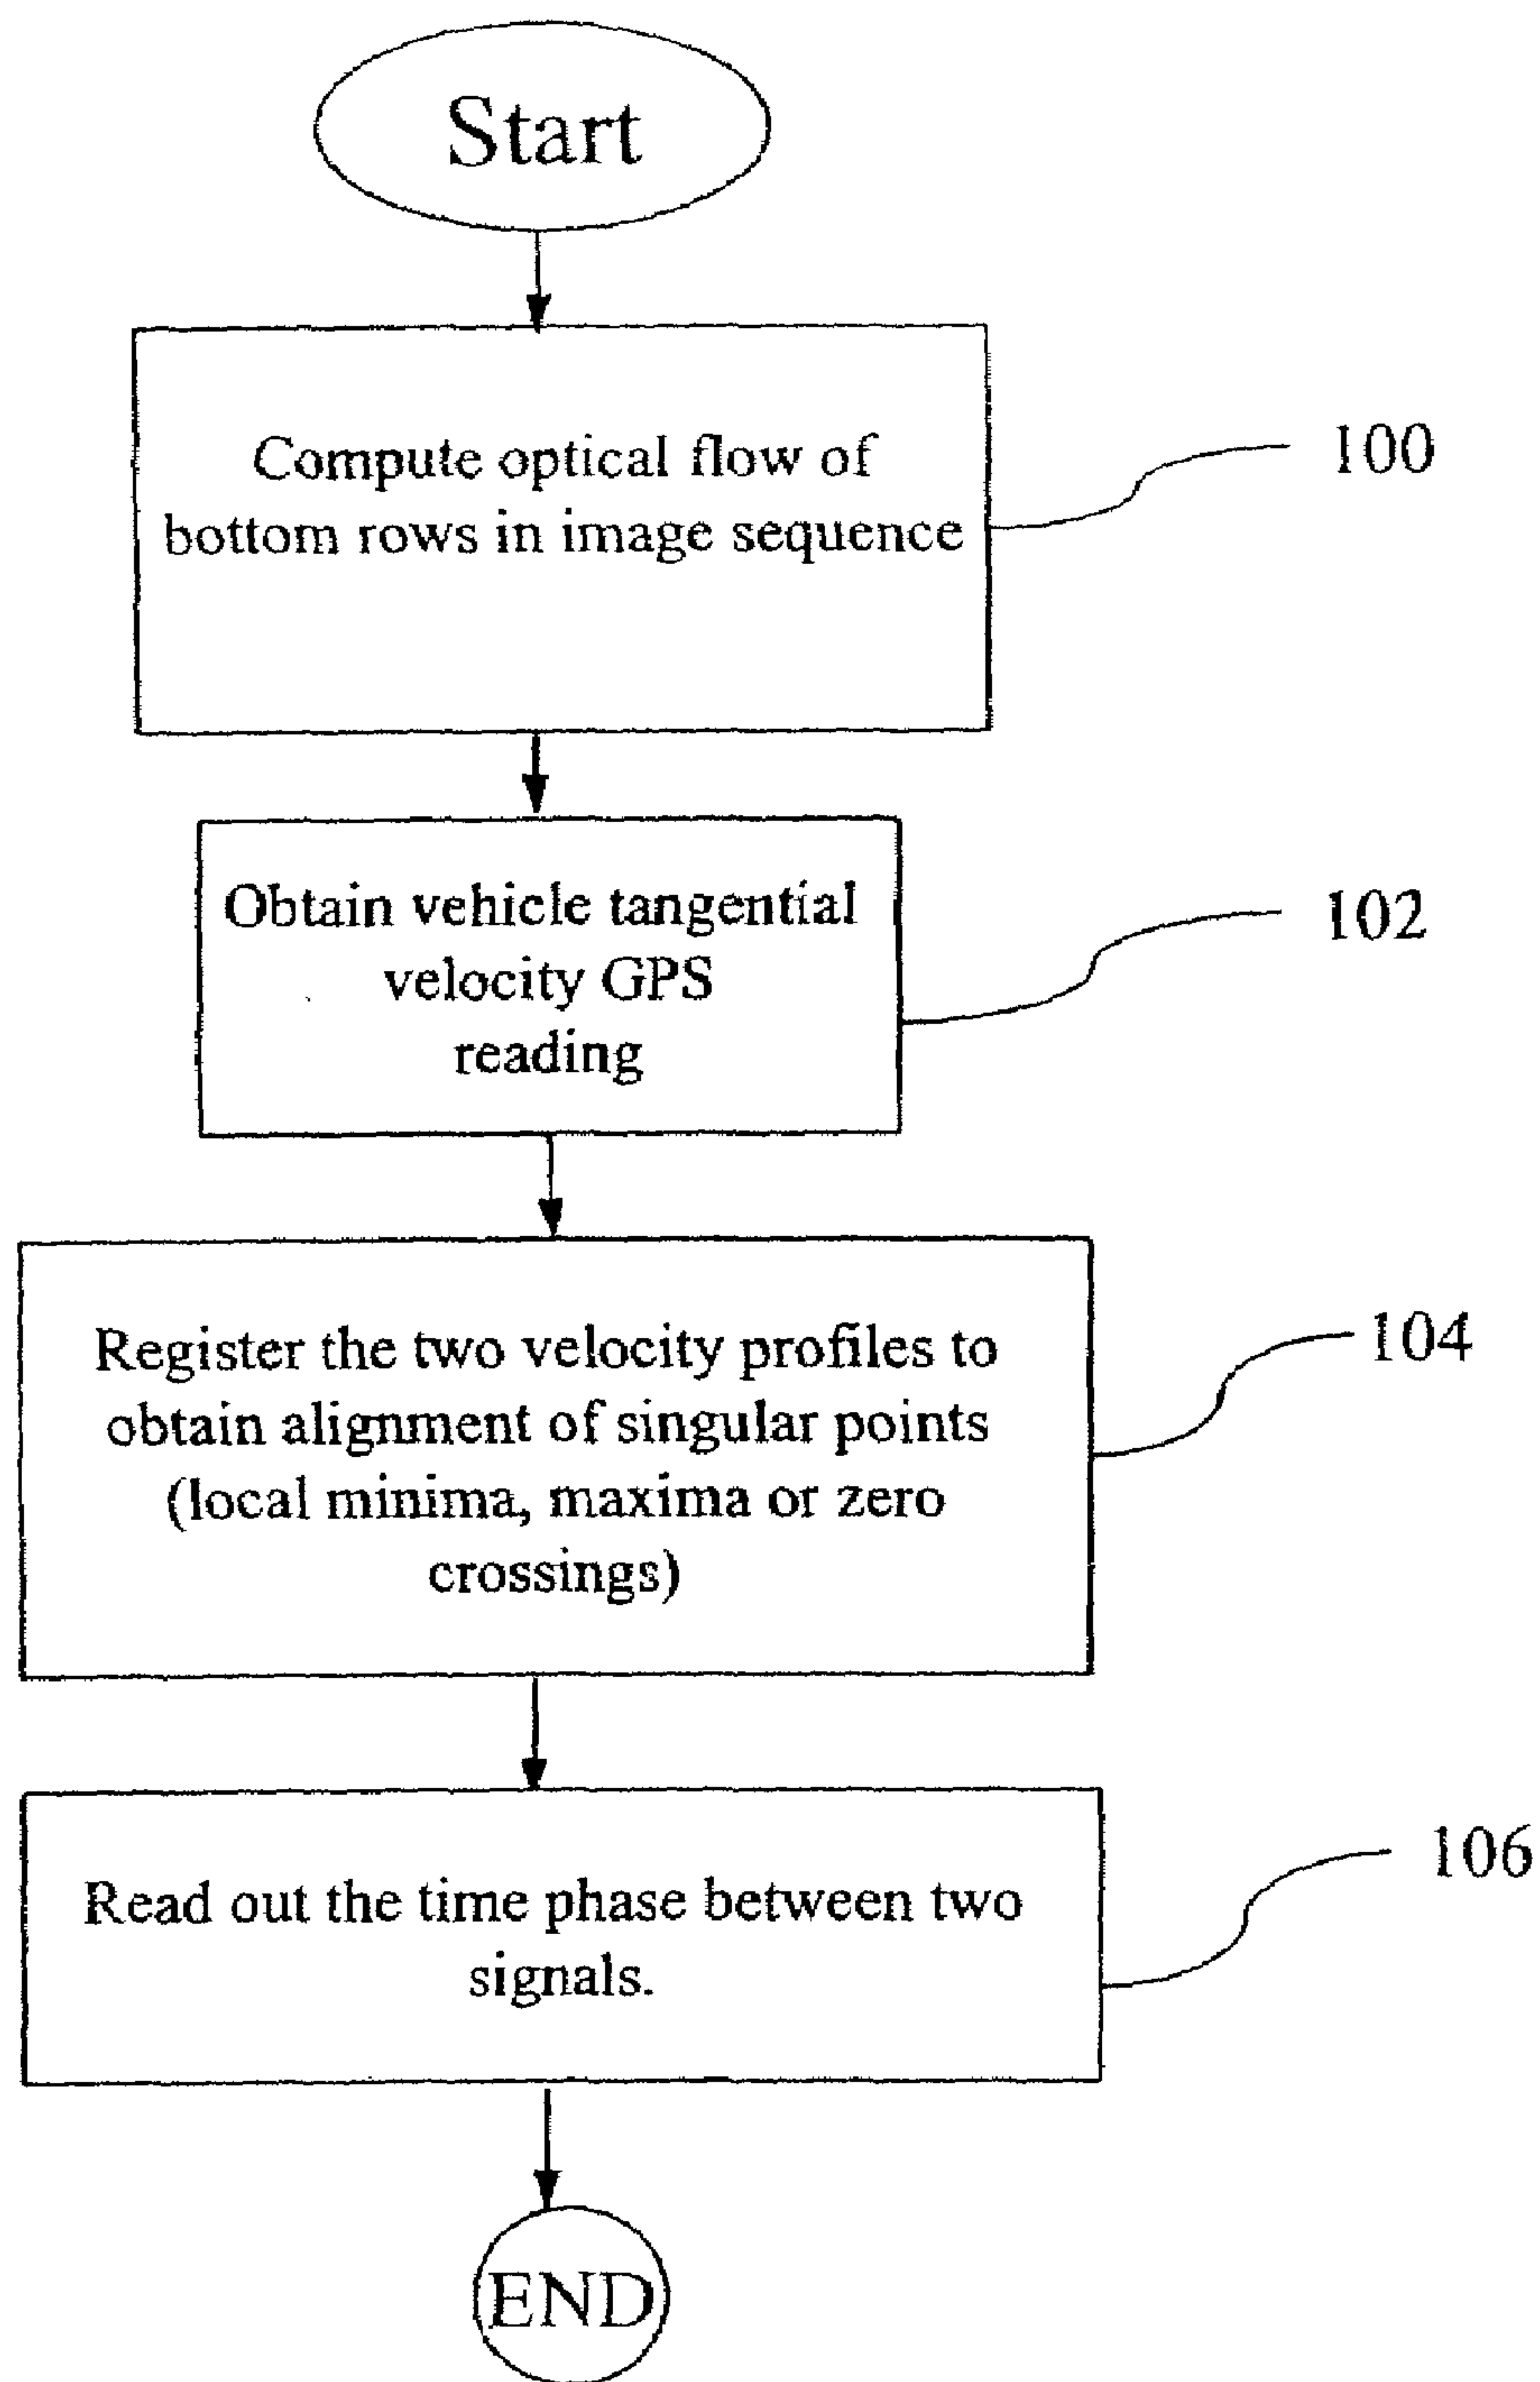 Start
Compute optical flow of
bottom rows in image sequence
100
Obtain vehicle tangential
velocity GPS
reading
102
Register the two velocity profiles to
obtain alignment of singular points
(local minima, maxima or zero
crossings)
104
Read out the time phase between two
signals.
106
END